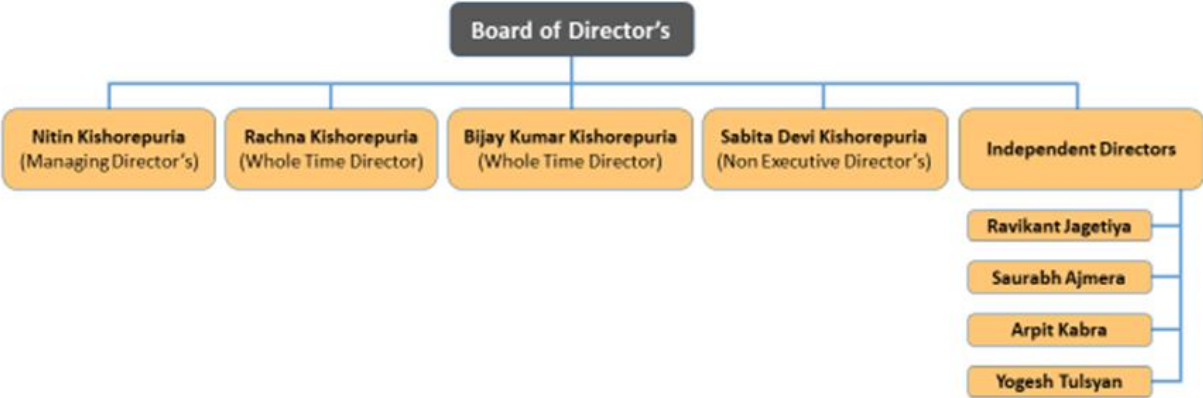 Board of Director’s
Nitin Kishorepuria
(Managing Director’s)
Rachna Kishorepuria
(Whole Time Director)
Bijay Kumar Kishorepuria
(Whole Time Director)
Sabita Devi Kishorepuria
(Non Executive Director’s)
Independent Directors
Ravikant Jagetiya
Saurabh Ajmera
Arpit Kabra
Yogesh Tulsyan